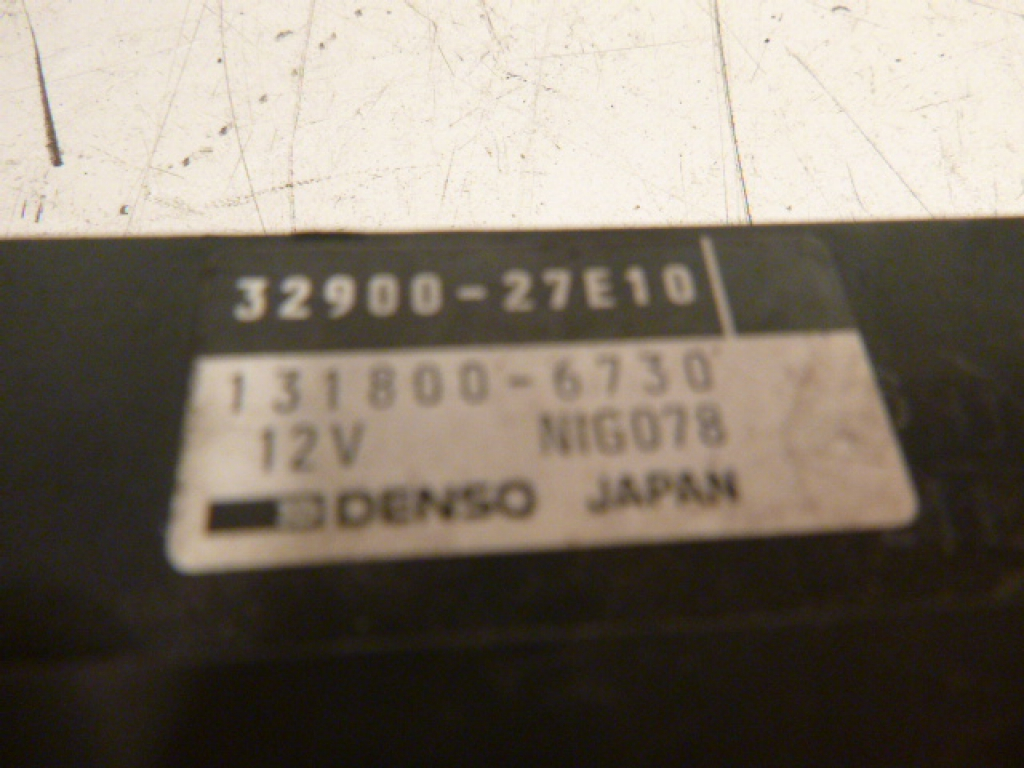 32900-27E10
131800-6730
12V NIG078
DENSO JAPAN